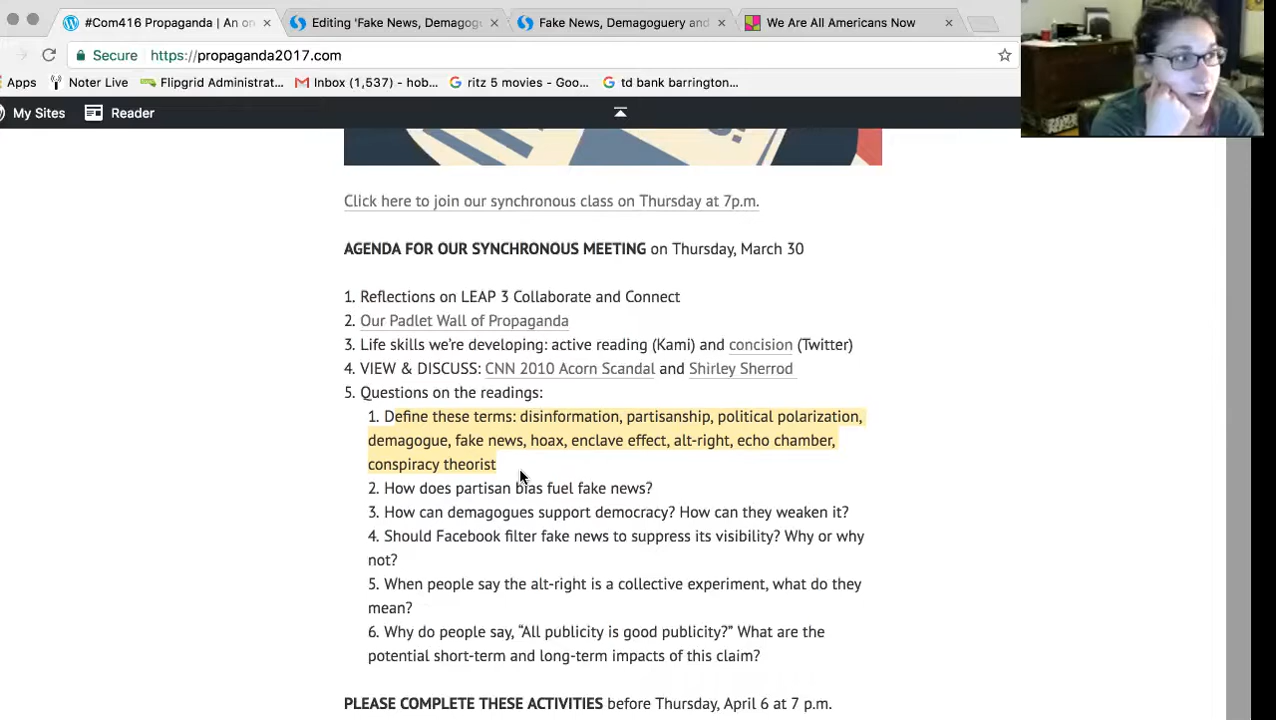 #Com416 Propaganda | An on
Editing 'Fake News, Demagogu
Fake News, Demagoguery and
We Are All Americans Now
Secure https://propaganda2017.com
Apps Noter Live Flipgrid Administrat... Inbox (1,537) - hob... ritz 5 movies - Goo... td bank barrington...
My Sites Reader
Click here to join our synchronous class on Thursday at 7p.m.
AGENDA FOR OUR SYNCHRONOUS MEETING on Thursday, March 30
1. Reflections on LEAP 3 Collaborate and Connect
2. Our Padlet Wall of Propaganda
3. Life skills we're developing: active reading (Kami) and concision (Twitter)
4. VIEW & DISCUSS: CNN 2010 Acorn Scandal and Shirley Sherrod
5. Questions on the readings:
1. Define these terms: disinformation, partisanship, political polarization,
demagogue, fake news, hoax, enclave effect, alt-right, echo chamber,
conspiracy theorist
2. How does partisan bias fuel fake news?
3. How can demagogues support democracy? How can they weaken it?
4. Should Facebook filter fake news to suppress its visibility? Why or why
not?
5. When people say the alt-right is a collective experiment, what do they
mean?
6. Why do people say, “All publicity is good publicity?” What are the
potential short-term and long-term impacts of this claim?
PLEASE COMPLETE THESE ACTIVITIES before Thursday, April 6 at 7 p.m.